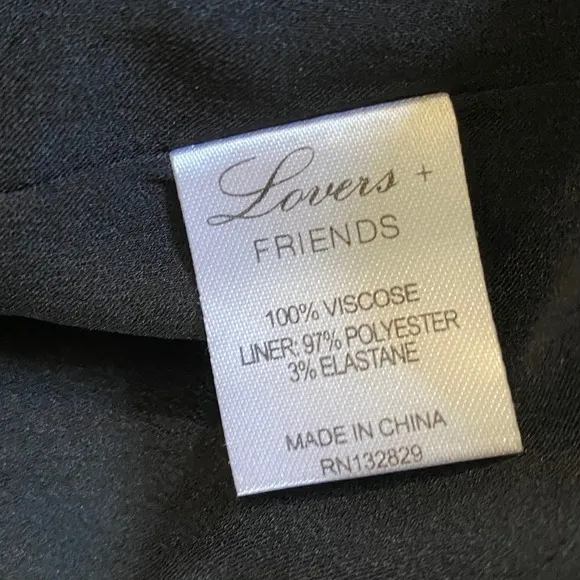 Lovers +
FRIENDS
100% VISCOSE
LINER: 97% POLYESTER
3% ELASTANE
MADE IN CHINA
RN132829